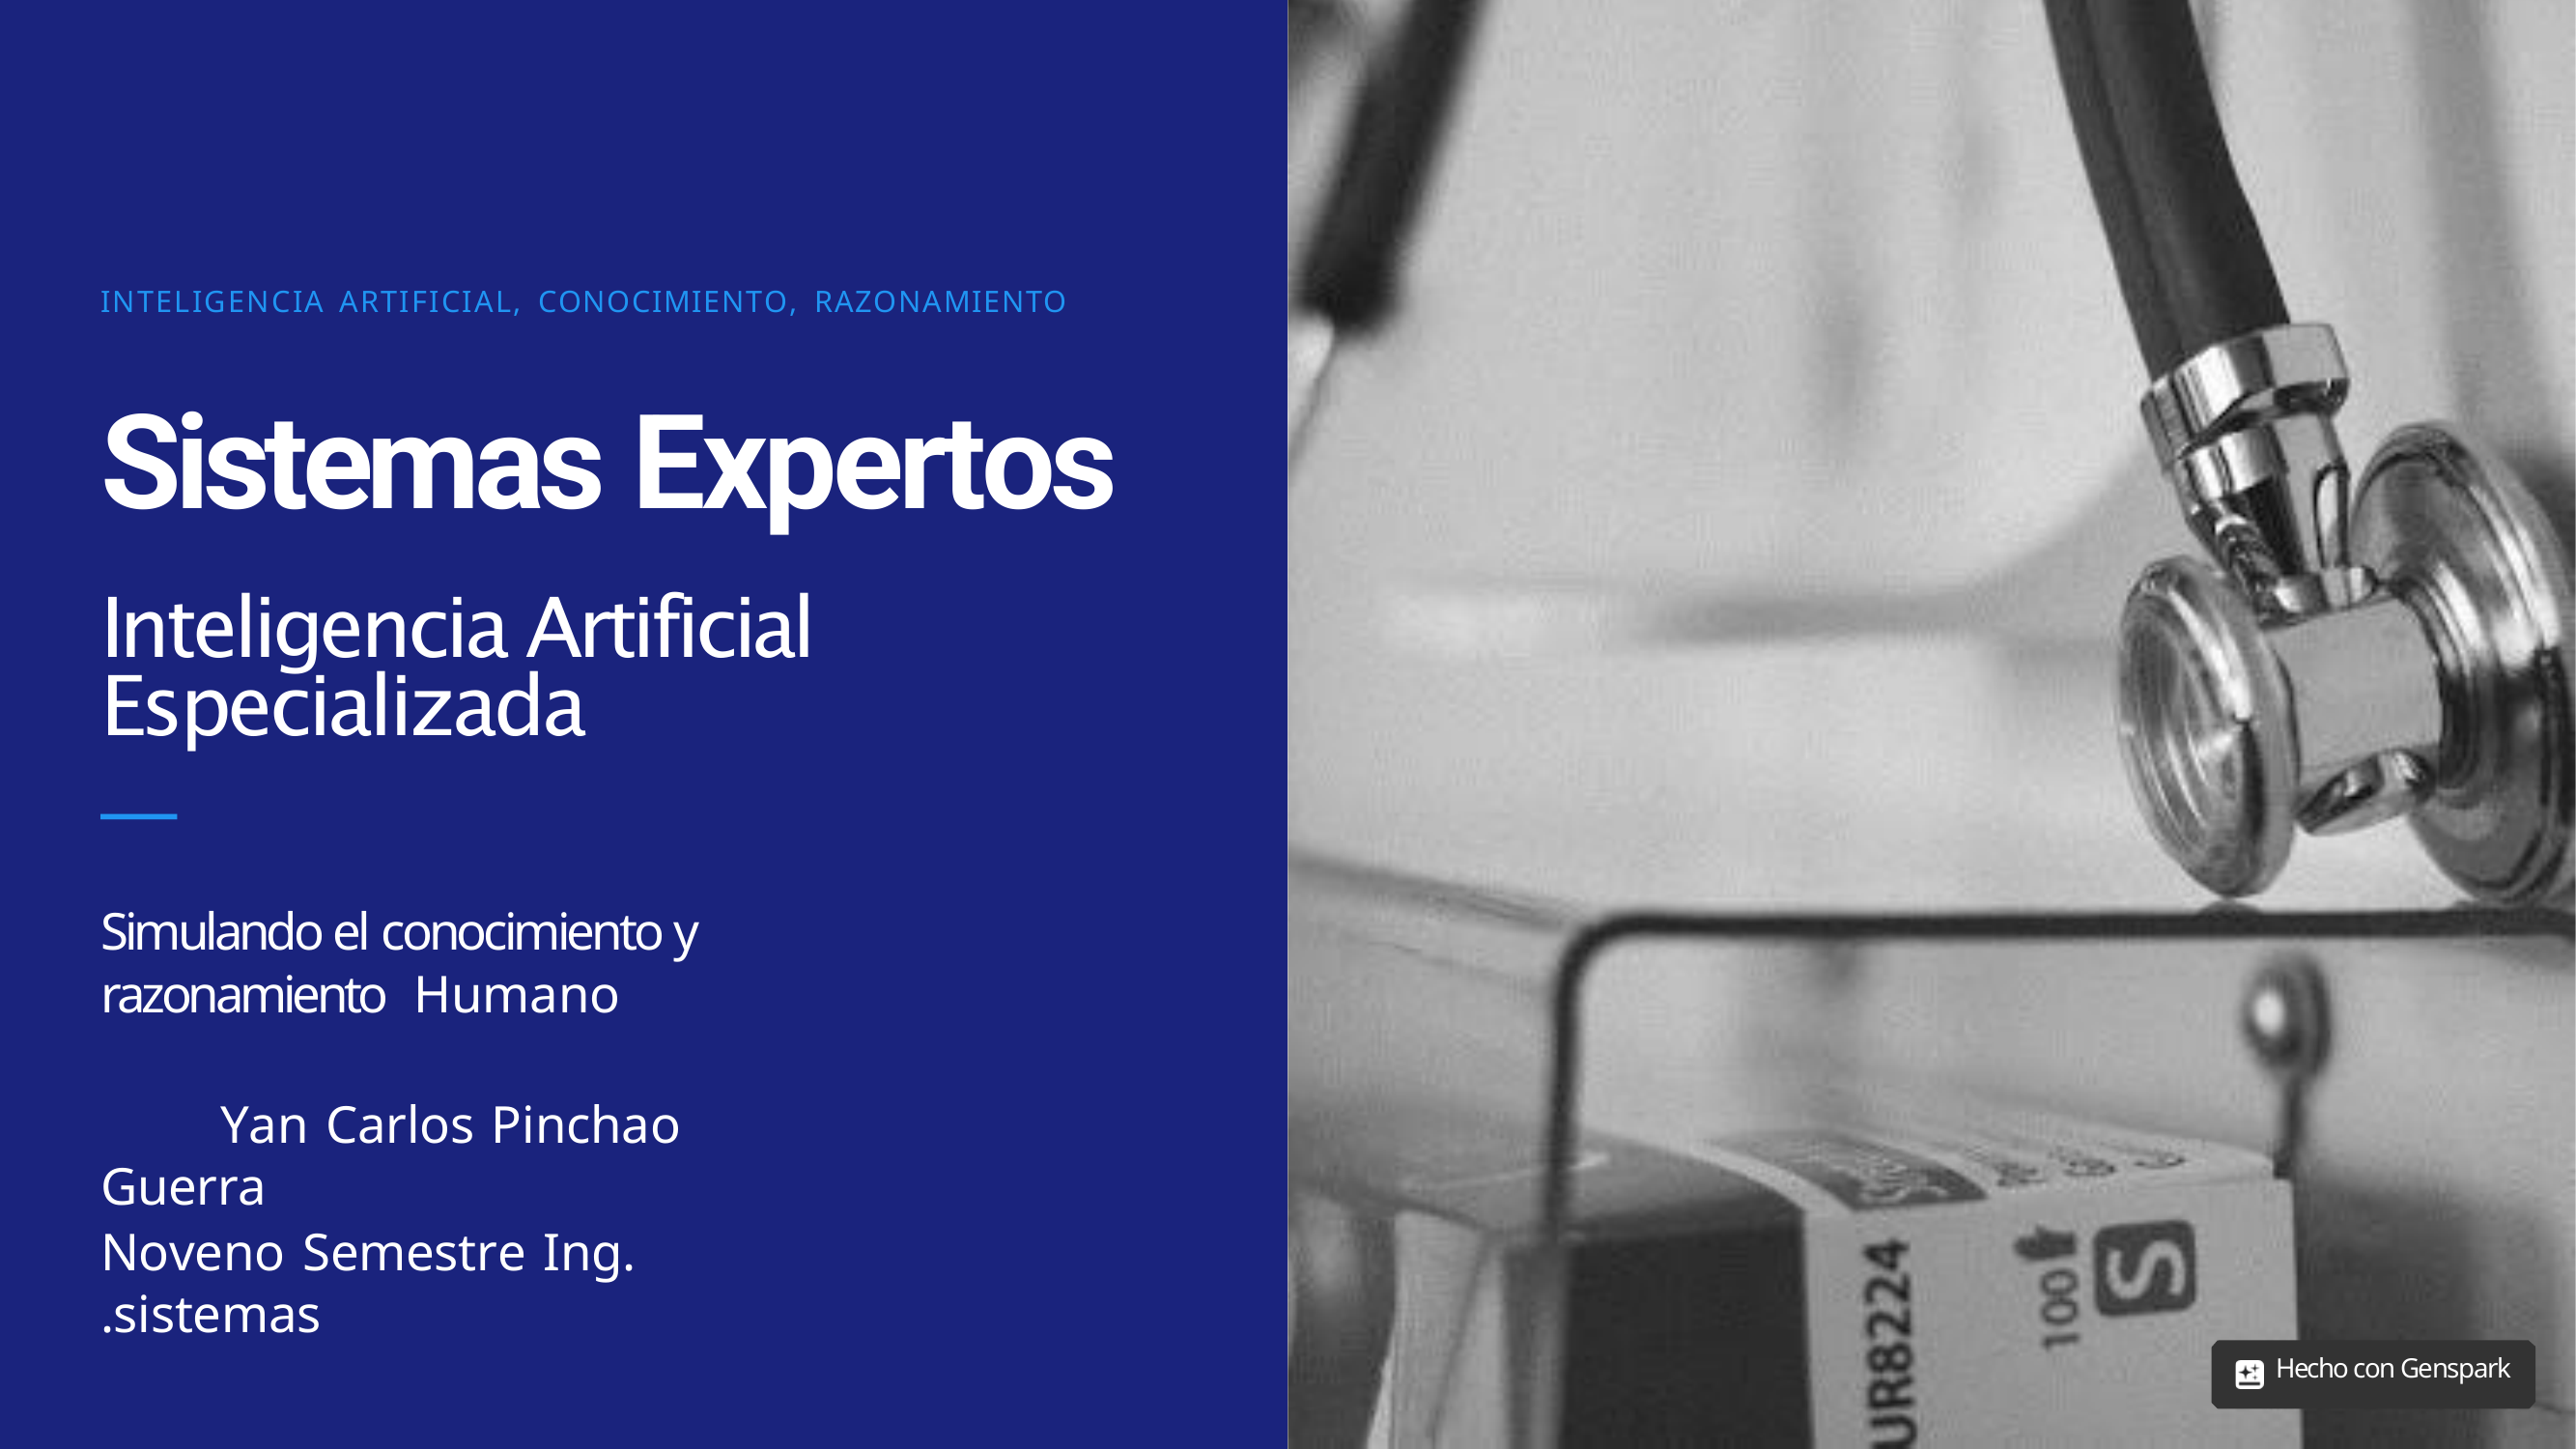 INTELIGENCIA ARTIFICIAL, CONOCIMIENTO, RAZONAMIENTO
Sistemas Expertos
Inteligencia Artificial
Especializada
Simulando el conocimiento y
razonamiento Humano
Yan Carlos Pinchao
Guerra
Noveno Semestre Ing.
.sistemas
UR8224
100
S
Hecho con Genspark